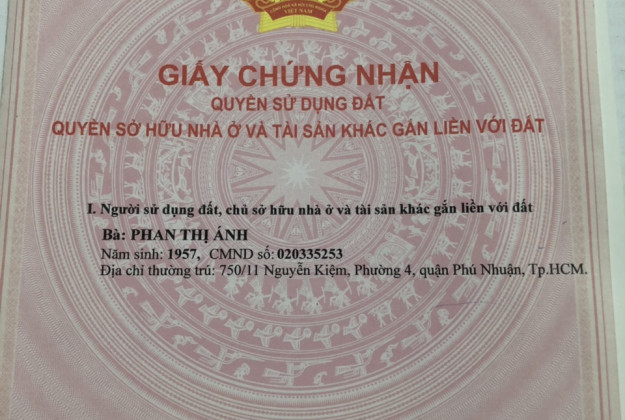 VIỆT NAM
GIẤY CHỨNG NHẬN
QUYỀN SỬ DỤNG ĐẤT
QUYỀN SỞ HỮU NHÀ Ở VÀ TÀI SẢN KHÁC GẮN LIỀN VỚI ĐẤT
I. Người sử dụng đất, chủ sở hữu nhà ở và tài sản khác gắn liền với đất
Bà: PHAN THỊ ÁNH
Năm sinh: 1957, CMND số: 020335253
Địa chỉ thường trú: 750/11 Nguyễn Kiệm, Phường 4, quận Phú Nhuận, Tp.HCM.